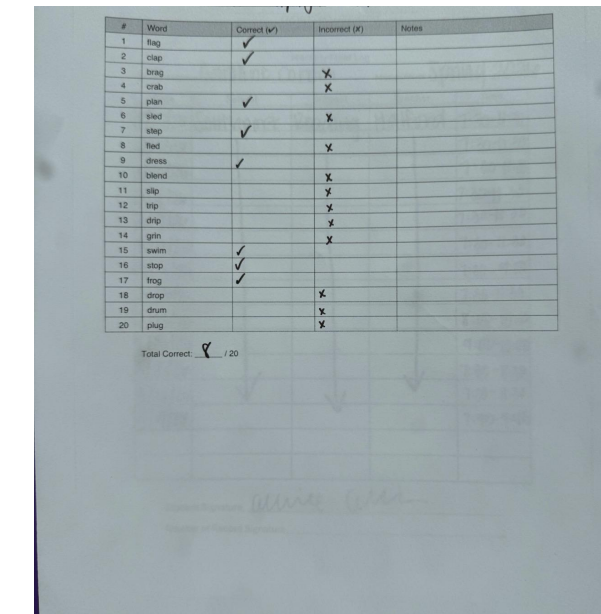 # Word Correct (✔) Incorrect (✘) Notes
1 flag ✓
2 clap ✓
3 brag x
4 crab x
5 plan ✓
6 sled x
7 step ✓
8 fled x
9 dress ✓
10 blend x
11 slip x
12 trip x
13 drip x
14 grin x
15 swim ✓
16 stop ✓
17 frog ✓
18 drop x
19 drum x
20 plug x
Total Correct: 8 / 20